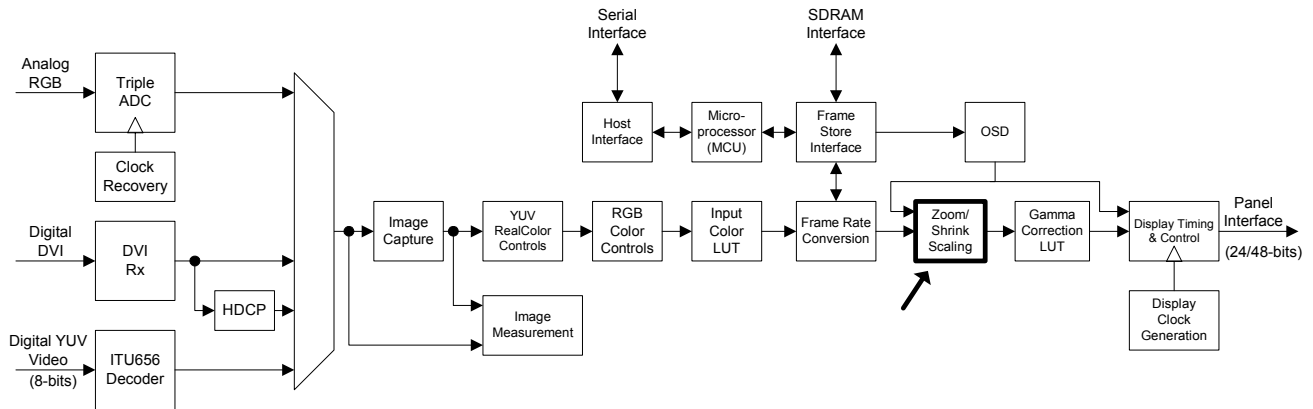 Serial
Interface
SDRAM
Interface
Analog
RGB
Triple
ADC
Clock
Recovery
Host
Interface
Micro-
processor
(MCU)
Frame
Store
Interface
OSD
Digital
DVI
DVI
Rx
HDCP
Image
Capture
YUV
RealColor
Controls
RGB
Color
Controls
Input
Color
LUT
Frame Rate
Conversion
Zoom/
Shrink
Scaling
Gamma
Correction
LUT
Display Timing
& Control
Panel
Interface
(24/48-bits)
Image
Measurement
Display
Clock
Generation
Digital YUV
Video
(8-bits)
ITU656
Decoder